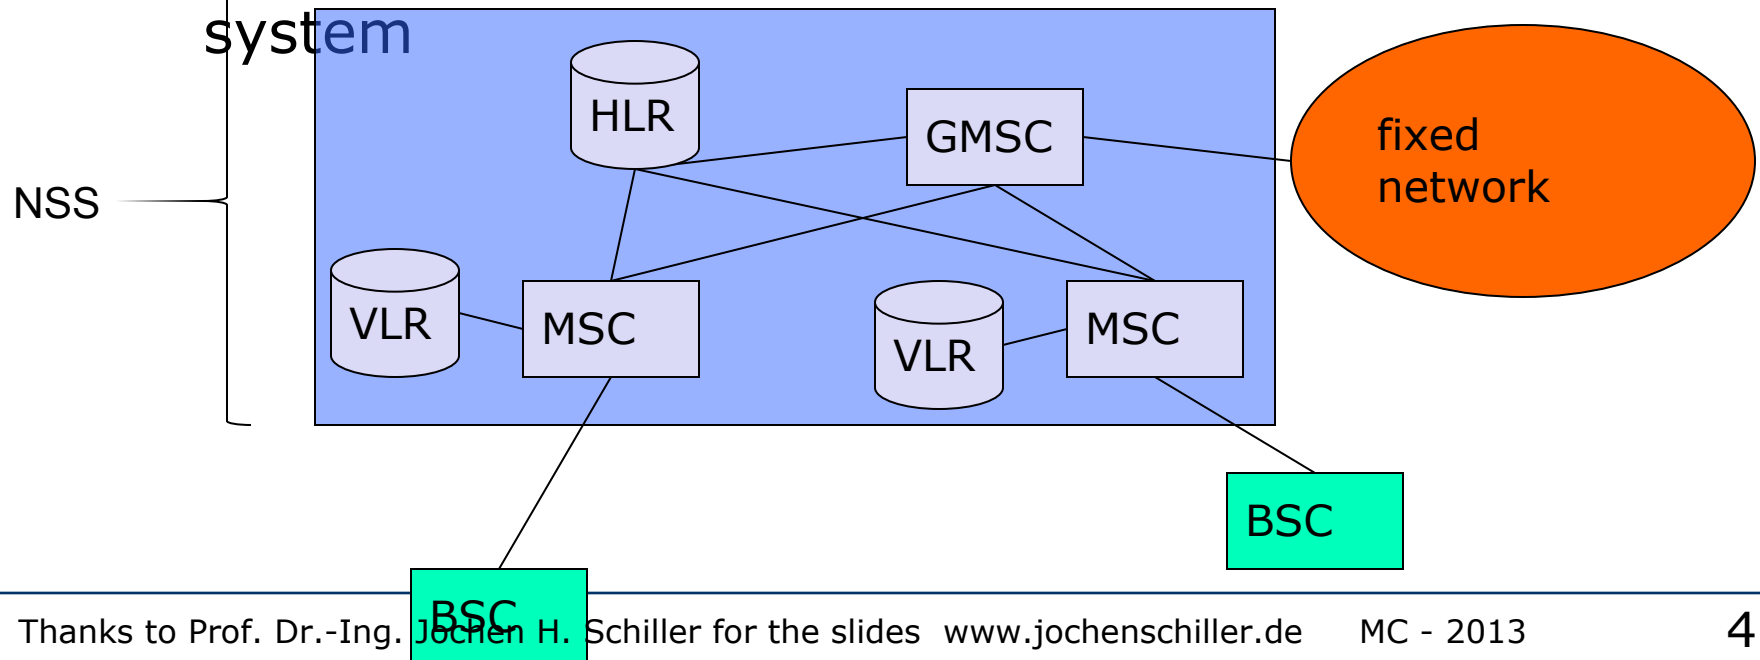 system
HLR
GMSC
fixed
network
NSS
VLR
MSC
VLR
MSC
BSC
BSC
Thanks to Prof. Dr.-Ing. Jochen H. Schiller for the slides www.jochenschiller.de MC - 2013
4